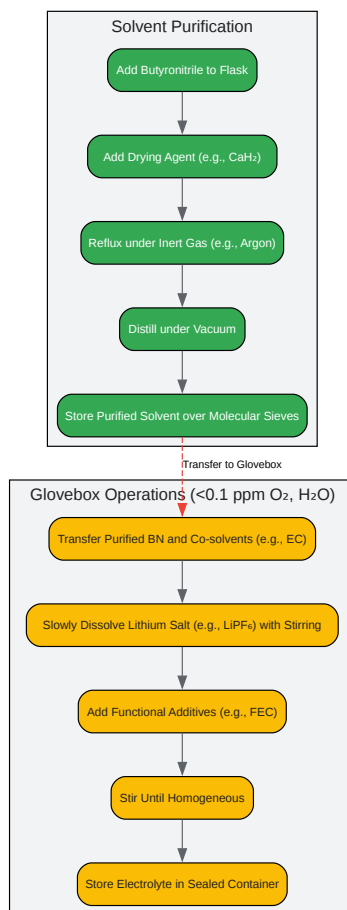 Solvent Purification
Add Butyronitrile to Flask
Add Drying Agent (e.g., CaH₂)
Reflux under Inert Gas (e.g., Argon)
Distill under Vacuum
Store Purified Solvent over Molecular Sieves
Transfer to Glovebox
Glovebox Operations (<0.1 ppm O₂, H₂O)
Transfer Purified BN and Co-solvents (e.g., EC)
Slowly Dissolve Lithium Salt (e.g., LiPF₆) with Stirring
Add Functional Additives (e.g., FEC)
Stir Until Homogeneous
Store Electrolyte in Sealed Container